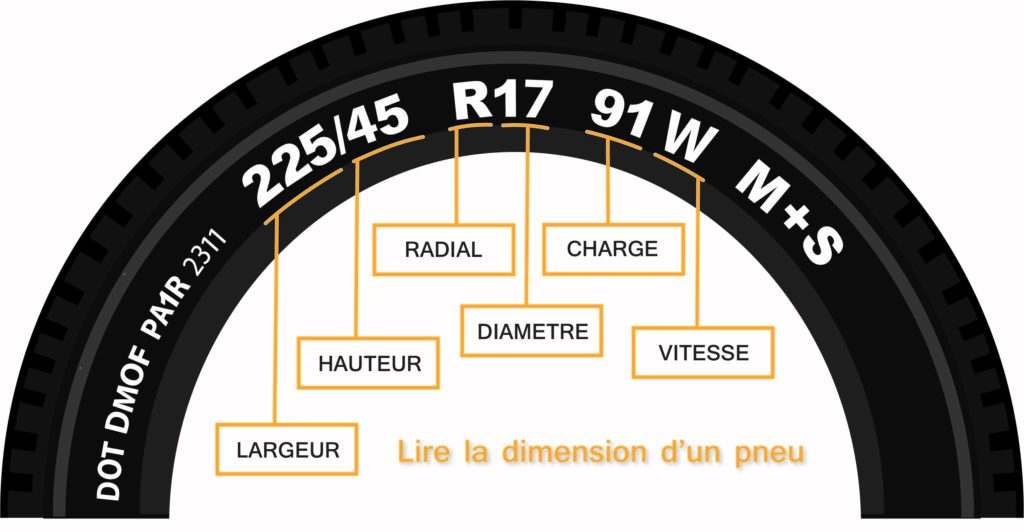 DOT DMOF PA1R 2311
225/45 R17 91 W M+S
RADIAL
CHARGE
DIAMETRE
VITESSE
HAUTEUR
LARGEUR
Lire la dimension d'un pneu